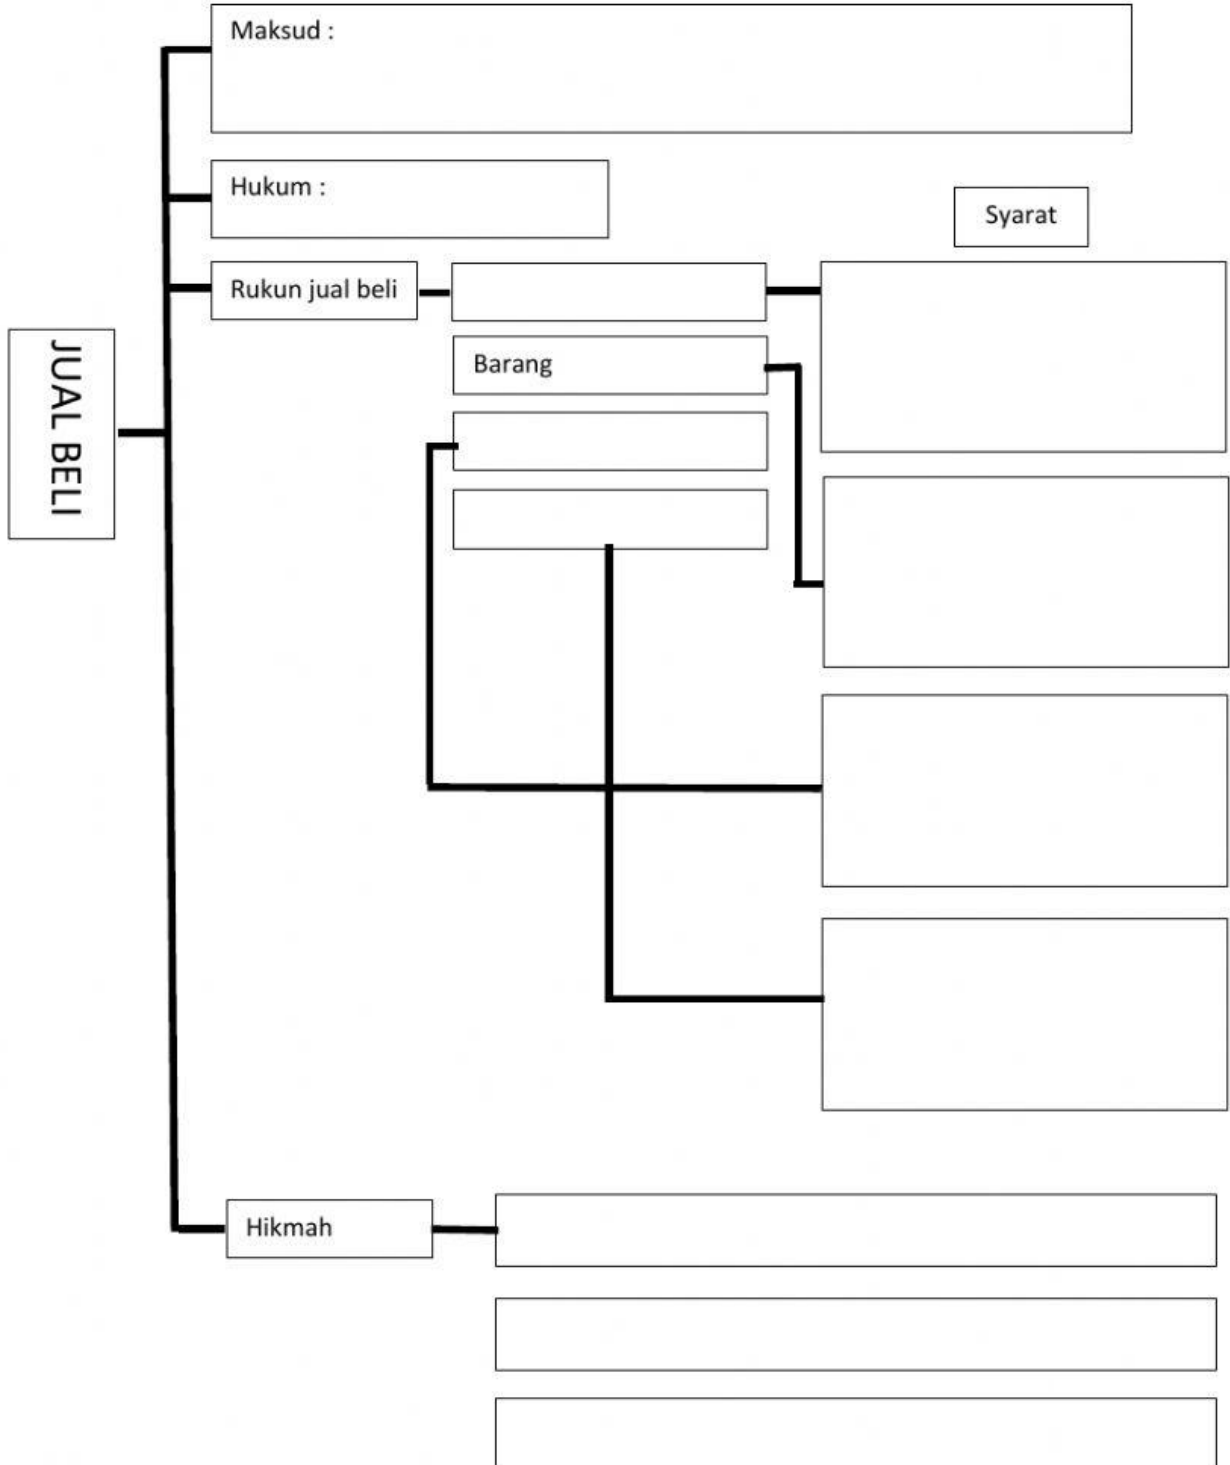 Maksud :
Hukum :
Syarat
Rukun jual beli
JUAL BELI
Barang
Hikmah